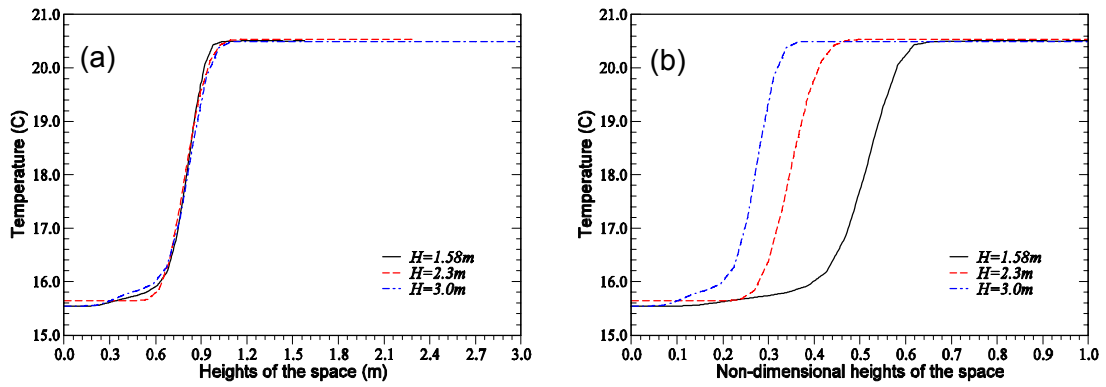 (a)
Temperature (C)
21.0
20.0
19.0
18.0
17.0
16.0
15.0
H=1.58m
H=2.3m
H=3.0m
0.0 0.3 0.6 0.9 1.2 1.5 1.8 2.1 2.4 2.7 3.0
Heights of the space (m)
(b)
Temperature (C)
21.0
20.0
19.0
18.0
17.0
16.0
15.0
H=1.58m
H=2.3m
H=3.0m
0.0 0.1 0.2 0.3 0.4 0.5 0.6 0.7 0.8 0.9 1.0
Non-dimensional heights of the space